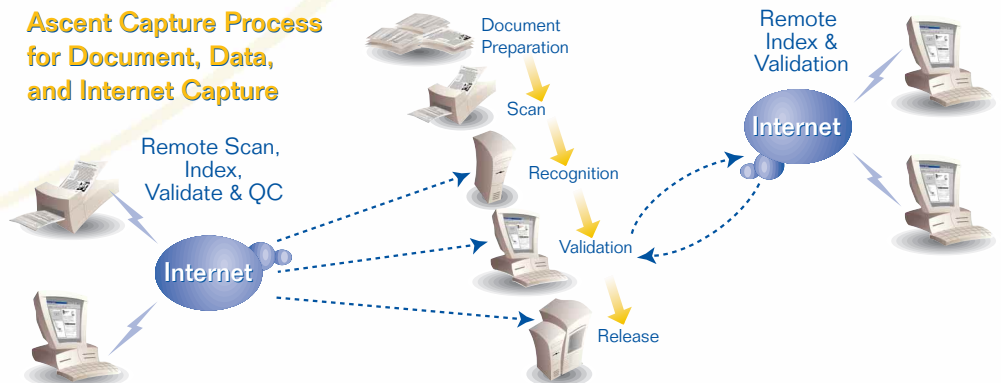 Ascent Capture Process
for Document, Data,
and Internet Capture
Document
Preparation
Scan
Recognition
Validation
Release
Remote Scan,
Index,
Validate & QC
Internet
Remote
Index &
Validation
Internet